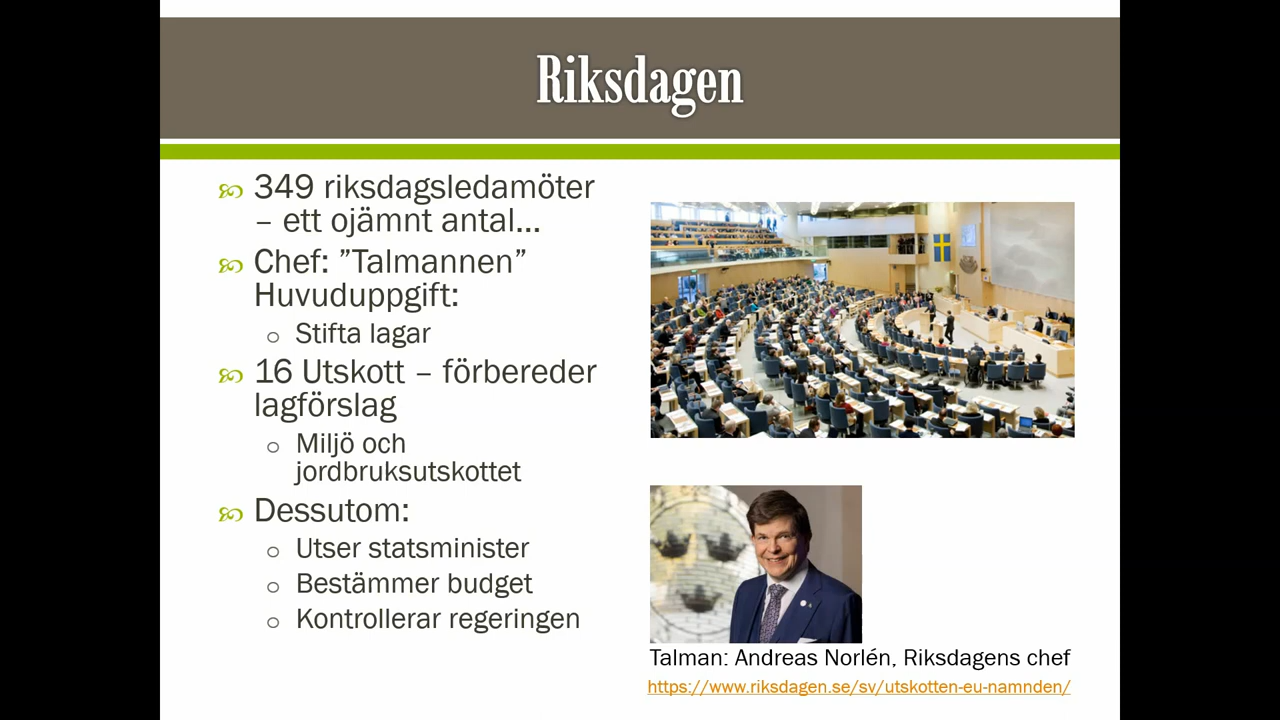 Riksdagen
349 riksdagsledamöter
– ett ojämnt antal...
Chef: ”Talmannen”
Huvuduppgift:
Stifta lagar
16 Utskott – förbereder
lagförslag
Miljö och
jordbruksutskottet
Dessutom:
Utser statsminister
Bestämmer budget
Kontrollerar regeringen
Talman: Andreas Norlén, Riksdagens chef
https://www.riksdagen.se/sv/utskotten-eu-namnden/